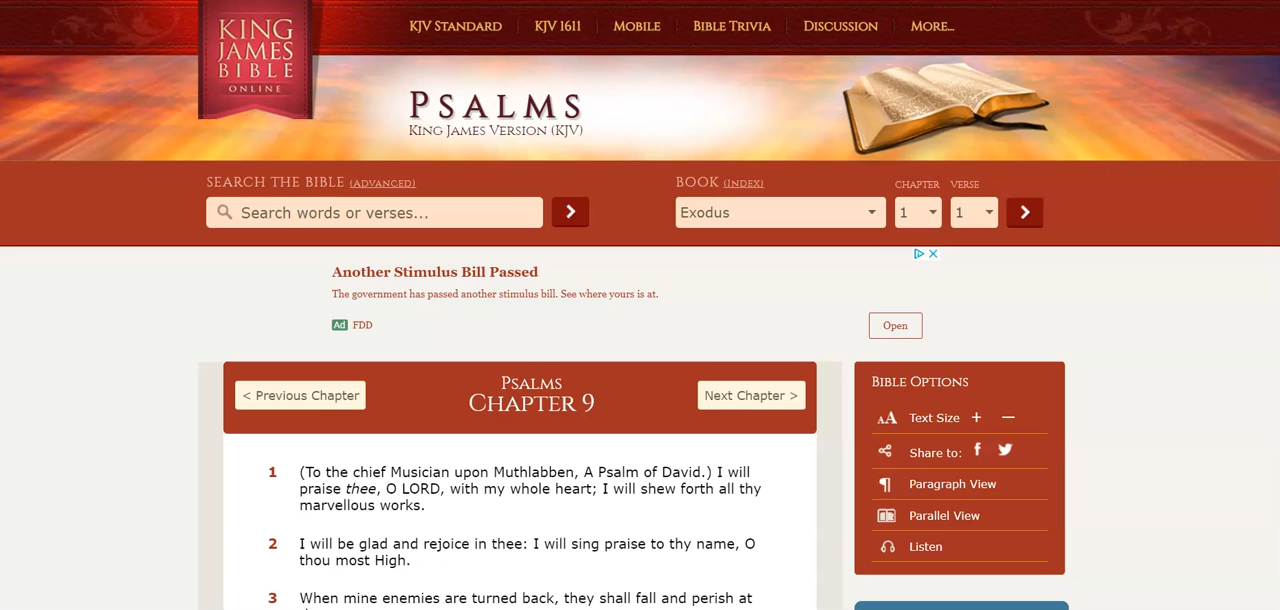 KING
JAMES
BIBLE
ONLINE
KJV STANDARD
KJV 1611
MOBILE
BIBLE TRIVIA
DISCUSSION
MORE...
PSALMS
KING JAMES VERSION (KJV)
SEARCH THE BIBLE (ADVANCED)
Search words or verses...
BOOK (INDEX)
CHAPTER
VERSE
Exodus
1
1
Another Stimulus Bill Passed
The government has passed another stimulus bill. See where yours is at.
Ad FDD
Open
< Previous Chapter
PSALMS
CHAPTER 9
Next Chapter >
1 (To the chief Musician upon Muthlabben, A Psalm of David.) I will
praise thee, O LORD, with my whole heart; I will shew forth all thy
marvellous works.
2 I will be glad and rejoice in thee: I will sing praise to thy name, O
thou most High.
3 When mine enemies are turned back, they shall fall and perish at
BIBLE OPTIONS
AA Text Size + —
Share to:
Paragraph View
Parallel View
Listen